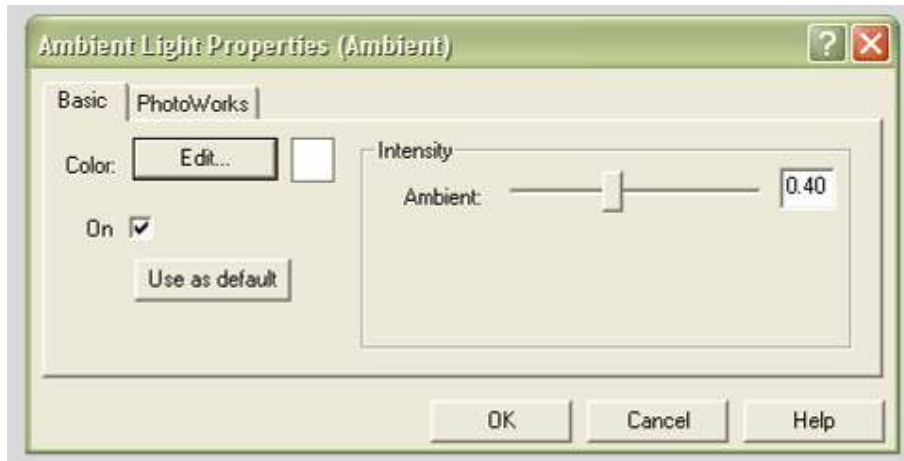 Ambient Light Properties (Ambient)
Basic PhotoWorks
Color: Edit...
Intensity
Ambient: 0.40
On
Use as default
OK Cancel Help